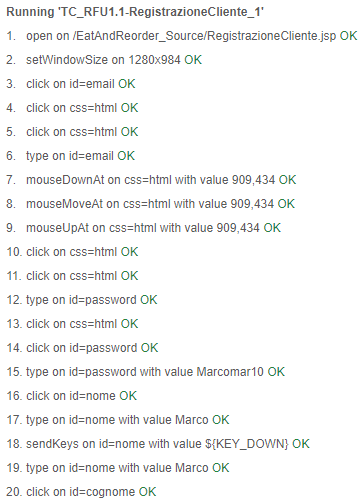 Running 'TC_RFU1.1-RegistrazioneCliente_1'
1. open on /EatAndReorder_Source/RegistrazioneCliente.jsp OK
2. setWindowSize on 1280x984 OK
3. click on id=email OK
4. click on css=html OK
5. click on css=html OK
6. type on id=email OK
7. mouseDownAt on css=html with value 909,434 OK
8. mouseMoveAt on css=html with value 909,434 OK
9. mouseUpAt on css=html with value 909,434 OK
10. click on css=html OK
11. click on css=html OK
12. type on id=password OK
13. click on css=html OK
14. click on id=password OK
15. type on id=password with value Marcomar10 OK
16. click on id=nome OK
17. type on id=nome with value Marco OK
18. sendKeys on id=nome with value ${KEY_DOWN} OK
19. type on id=nome with value Marco OK
20. click on id=cognome OK